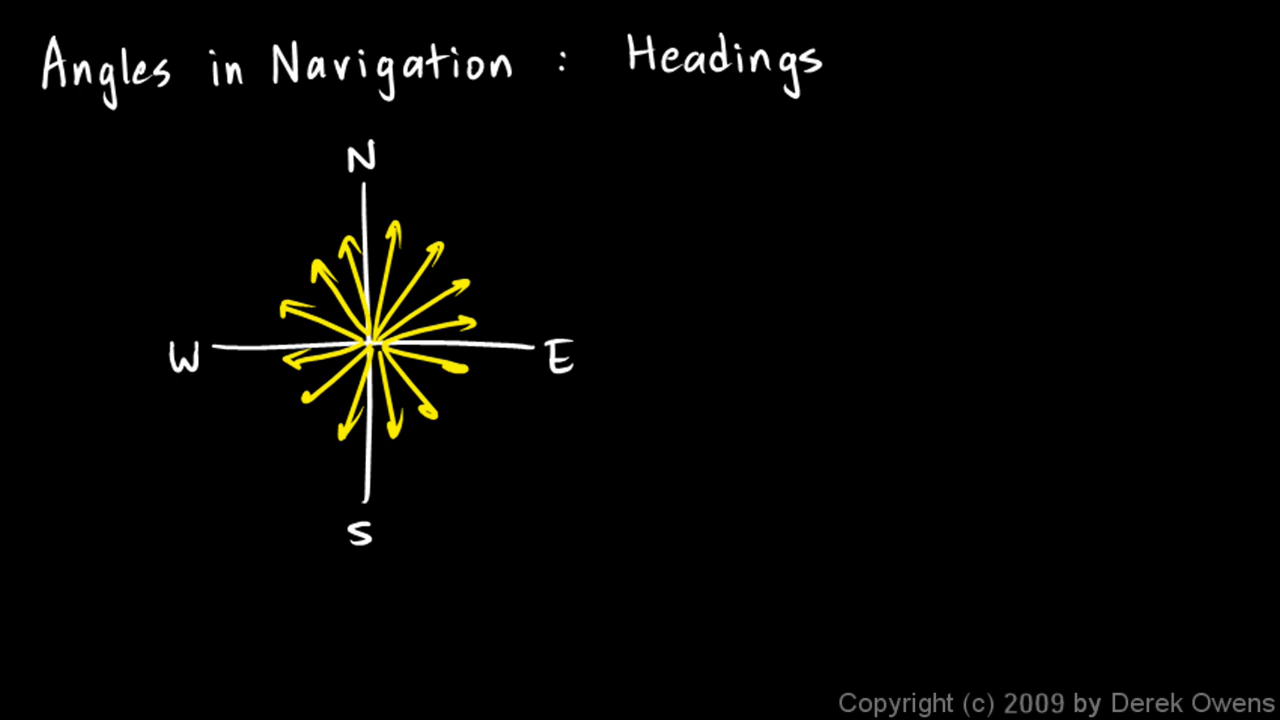 Angles in Navigation : Headings
N
W E
S
Copyright (c) 2009 by Derek Owens